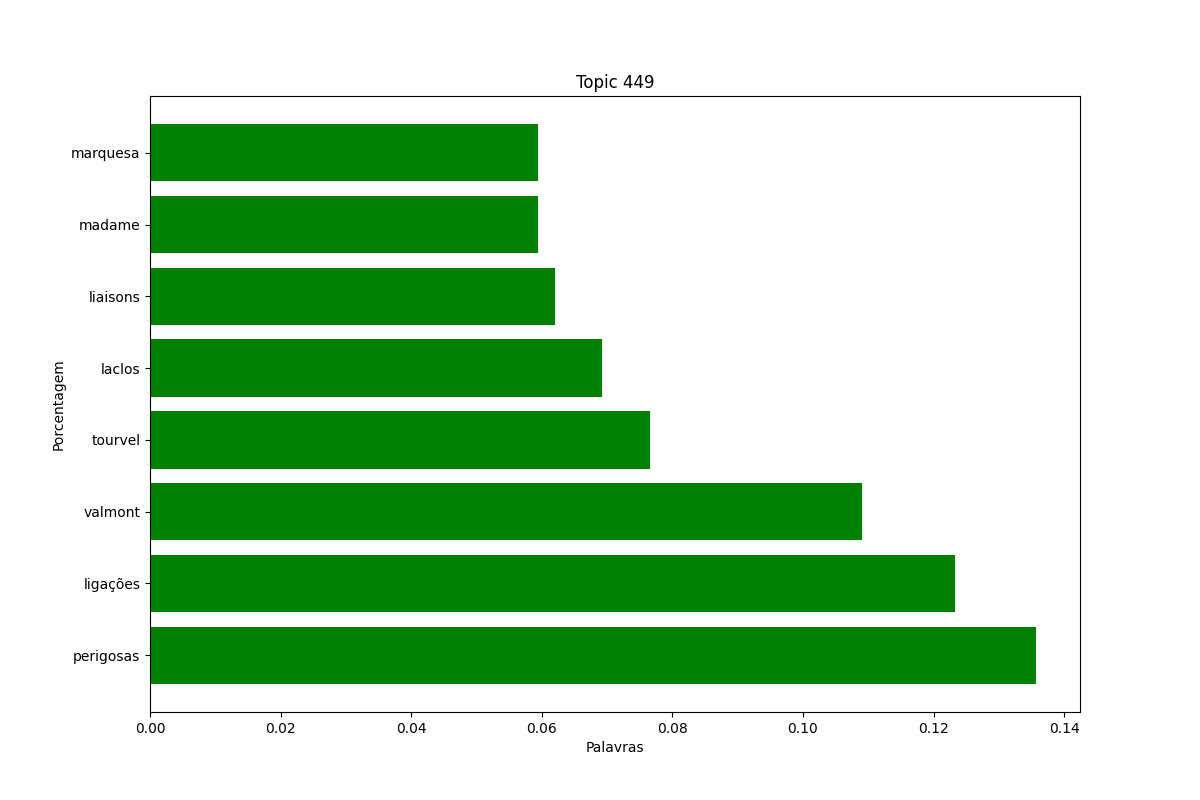 Topic 449
marquesa
madame
liaisons
laclos
tourvel
valmont
ligações
perigosas
Porcentagem
0.00 0.02 0.04 0.06 0.08 0.10 0.12 0.14
Palavras